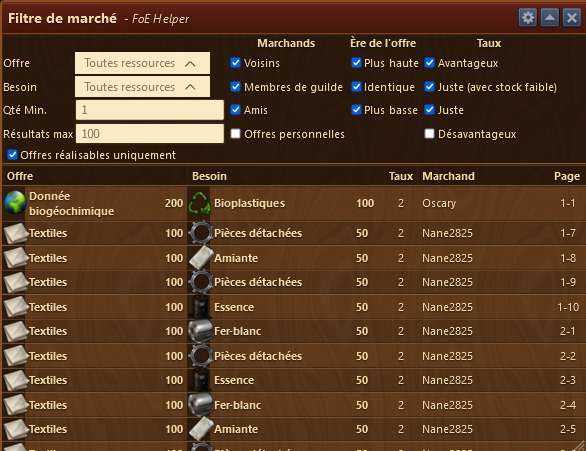 Filtre de marché - FoE Helper
Marchands Ère de l'offre Taux
Offre Toutes ressources Voisins Plus haute Avantageux
Besoin Toutes ressources Membres de guilde Identique Juste (avec stock faible)
Qté Min. 1 Amis Plus basse Juste
Résultats max 100 Offres personnelles Désavantageux
Offres réalisables uniquement
Offre Besoin Taux Marchand Page
Donnée biogéochimique 200 Bioplastiques 100 2 Oscary 1-1
Textiles 100 Pièces détachées 50 2 Nane2825 1-7
Textiles 100 Amiante 50 2 Nane2825 1-8
Textiles 100 Pièces détachées 50 2 Nane2825 1-9
Textiles 100 Essence 50 2 Nane2825 1-10
Textiles 100 Fer-blanc 50 2 Nane2825 2-1
Textiles 100 Pièces détachées 50 2 Nane2825 2-2
Textiles 100 Essence 50 2 Nane2825 2-3
Textiles 100 Fer-blanc 50 2 Nane2825 2-4
Textiles 100 Amiante 50 2 Nane2825 2-5